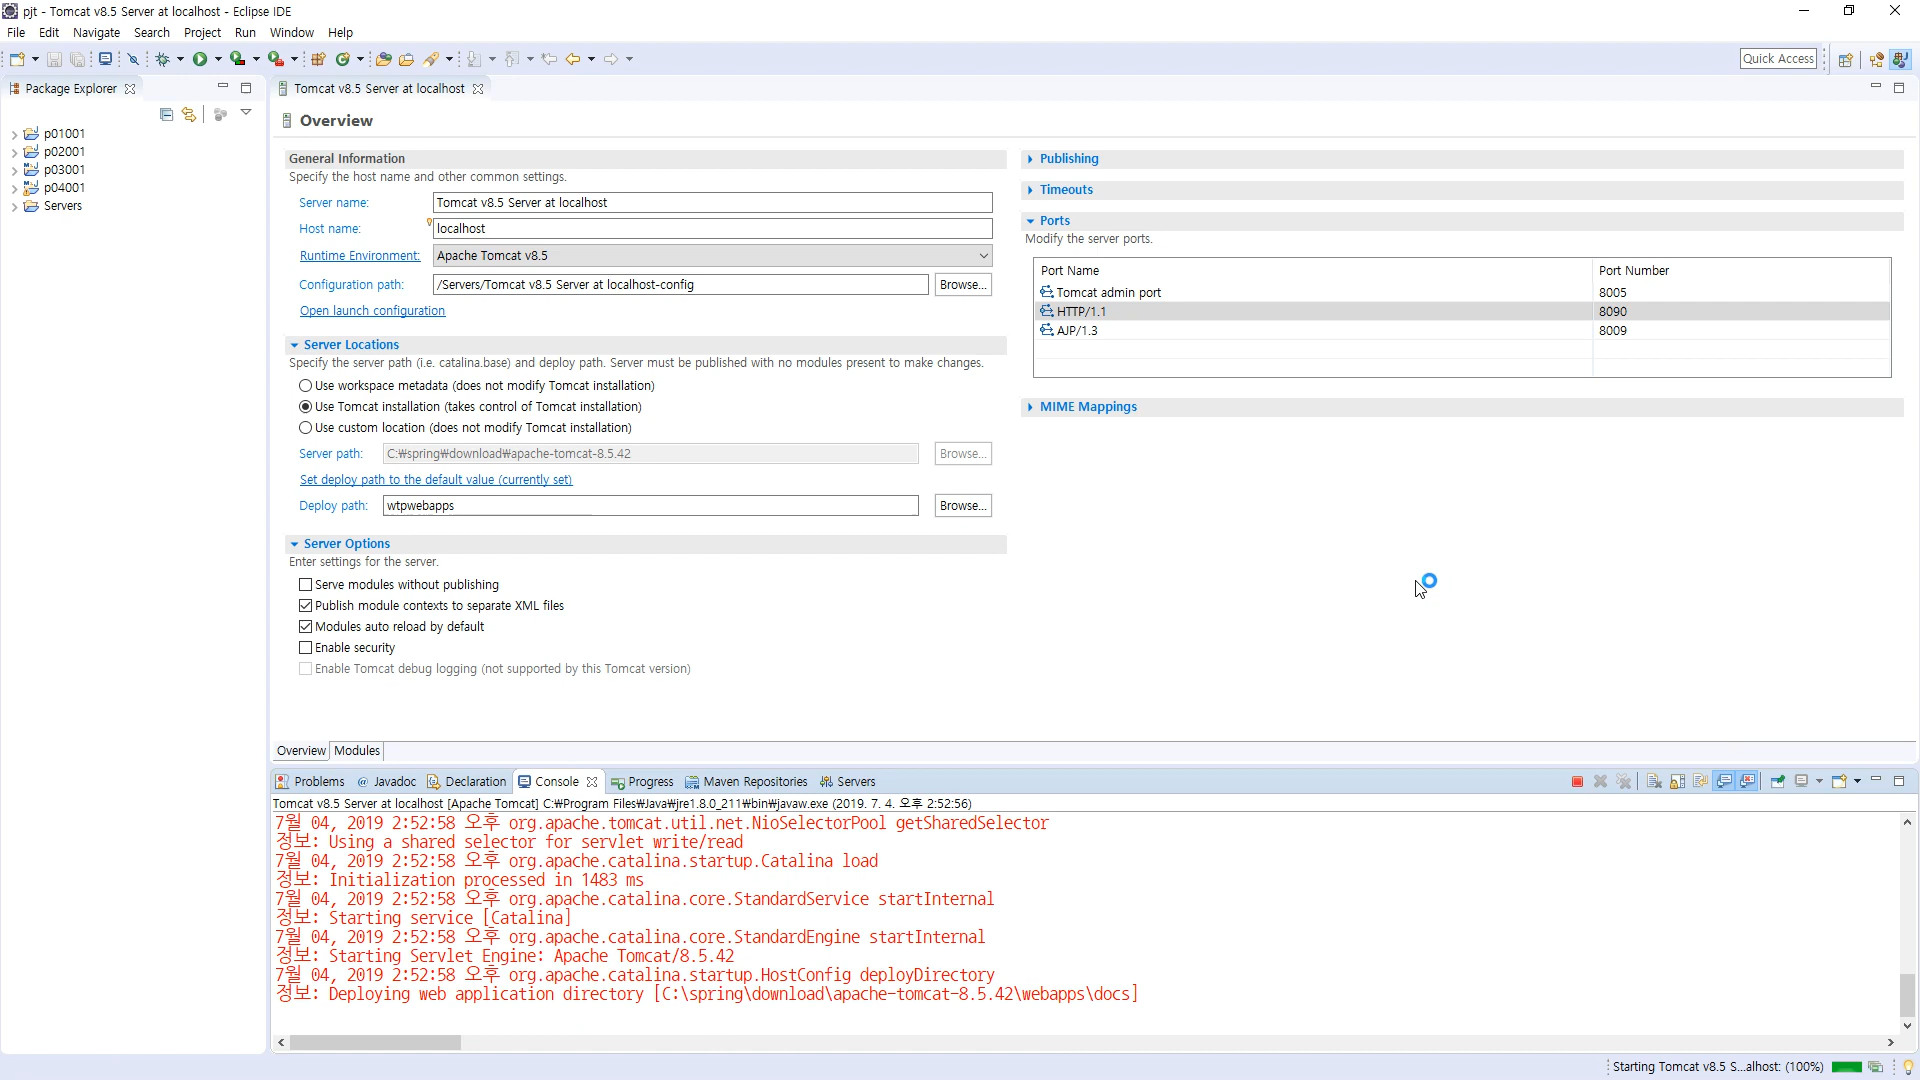 pjt - Tomcat v8.5 Server at localhost - Eclipse IDE
File Edit Navigate Search Project Run Window Help
Quick Access
Package Explorer
Tomcat v8.5 Server at localhost
p01001
p02001
p03001
p04001
Servers
Overview
General Information
Specify the host name and other common settings.
Server name: Tomcat v8.5 Server at localhost
Host name: localhost
Runtime Environment: Apache Tomcat v8.5
Configuration path: /Servers/Tomcat v8.5 Server at localhost-config Browse...
Open launch configuration
Server Locations
Specify the server path (i.e. catalina.base) and deploy path. Server must be published with no modules present to make changes.
Use workspace metadata (does not modify Tomcat installation)
Use Tomcat installation (takes control of Tomcat installation)
Use custom location (does not modify Tomcat installation)
Server path: C:₩spring₩download₩apache-tomcat-8.5.42 Browse...
Set deploy path to the default value (currently set)
Deploy path: wtpwebapps Browse...
Server Options
Enter settings for the server.
Serve modules without publishing
Publish module contexts to separate XML files
Modules auto reload by default
Enable security
Enable Tomcat debug logging (not supported by this Tomcat version)
Publishing
Timeouts
Ports
Modify the server ports.
Port Name Port Number
Tomcat admin port 8005
HTTP/1.1 8090
AJP/1.3 8009
MIME Mappings
Overview Modules
Problems Javadoc Declaration Console Progress Maven Repositories Servers
Tomcat v8.5 Server at localhost [Apache Tomcat] C:₩Program Files₩Java₩jre1.8.0_211₩bin₩javaw.exe (2019. 7. 4. 오후 2:52:56)
7월 04, 2019 2:52:58 오후 org.apache.tomcat.util.net.NioSelectorPool getSharedSelector
정보: Using a shared selector for servlet write/read
7월 04, 2019 2:52:58 오후 org.apache.catalina.startup.Catalina load
정보: Initialization processed in 1483 ms
7월 04, 2019 2:52:58 오후 org.apache.catalina.core.StandardService startInternal
정보: Starting service [Catalina]
7월 04, 2019 2:52:58 오후 org.apache.catalina.core.StandardEngine startInternal
정보: Starting Servlet Engine: Apache Tomcat/8.5.42
7월 04, 2019 2:52:58 오후 org.apache.catalina.startup.HostConfig deployDirectory
정보: Deploying web application directory [C:\spring\download\apache-tomcat-8.5.42\webapps\docs]
Starting Tomcat v8.5 S...alhost: (100%)